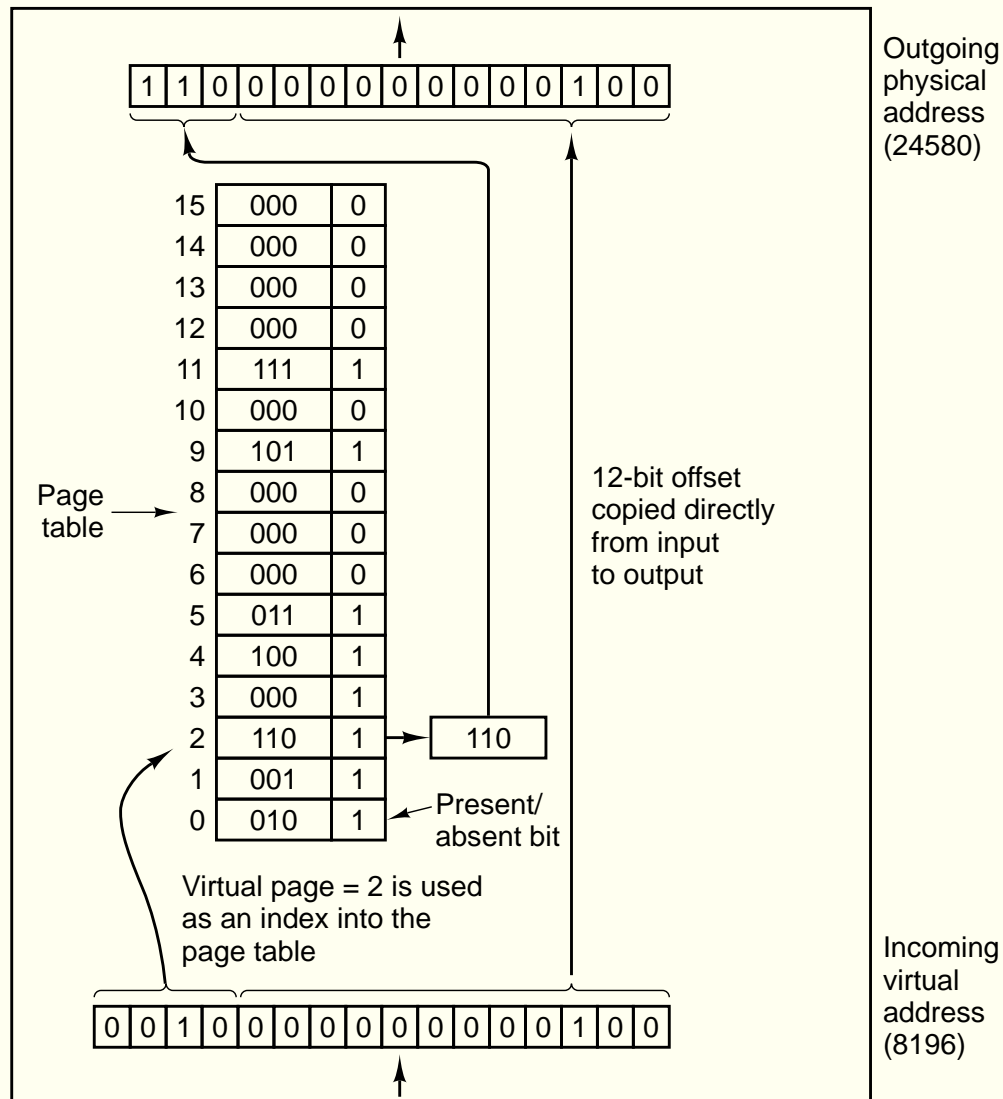 1 1 0 0 0 0 0 0 0 0 0 0 1 0 0
Outgoing
physical
address
(24580)
15 000 0
14 000 0
13 000 0
12 000 0
11 111 1
10 000 0
9 101 1
8 000 0
7 000 0
6 000 0
5 011 1
4 100 1
3 000 1
2 110 1 110
1 001 1
0 010 1
Page
table
12-bit offset
copied directly
from input
to output
Present/
absent bit
Virtual page = 2 is used
as an index into the
page table
0 0 1 0 0 0 0 0 0 0 0 0 0 1 0 0
Incoming
virtual
address
(8196)